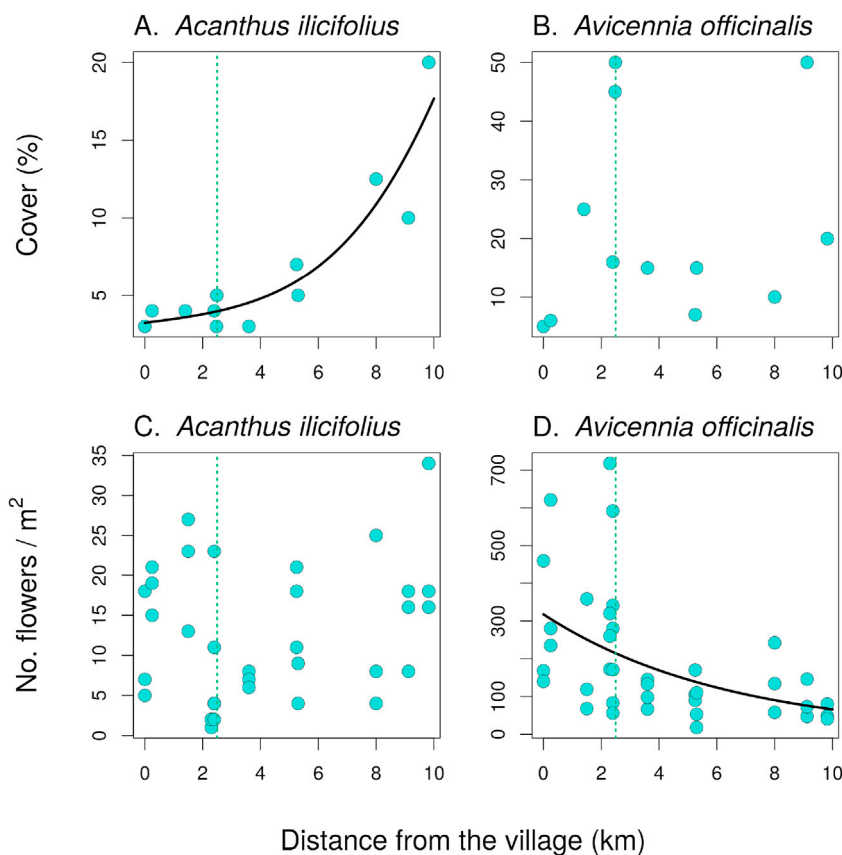 A. Acanthus ilicifolius
B. Avicennia officinalis
Cover (%)
20
15
10
5
0 2 4 6 8 10
50
40
30
20
10
0 2 4 6 8 10
C. Acanthus ilicifolius
D. Avicennia officinalis
No. flowers / m²
35
30
25
20
15
10
5
0
0 2 4 6 8 10
700
500
300
100
0
0 2 4 6 8 10
Distance from the village (km)